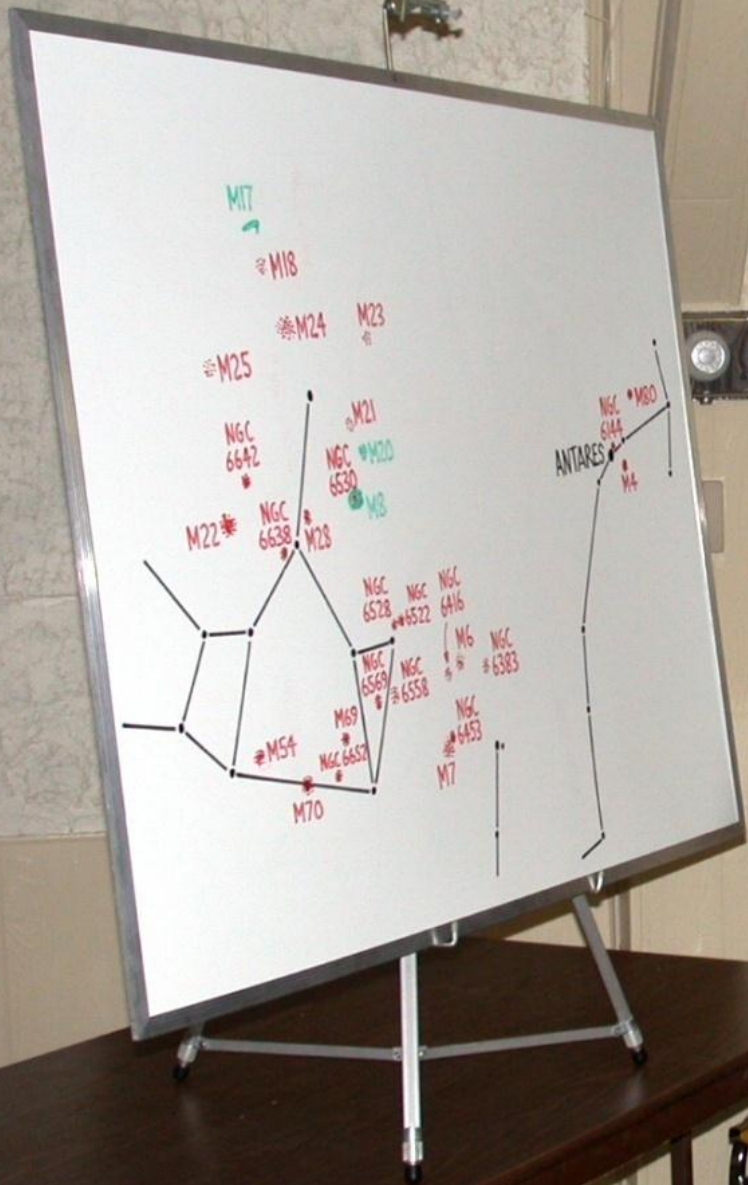 M17
M18
M24
M23
M25
M21
NGC
6642
NGC
6530
M20
M8
M22
NGC
6638
M28
NGC
6144
M80
ANTARES
M4
NGC
6528
NGC
6522
NGC
6416
M6
NGC
6383
NGC
6569
NGC
6558
M69
NGC
6453
M54
NGC 6652
M7
M70